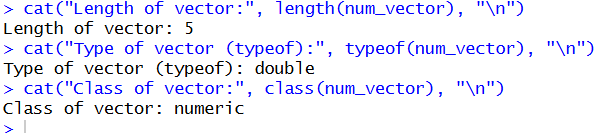 > cat("Length of vector:", length(num_vector), "\n")
Length of vector: 5
> cat("Type of vector (typeof):", typeof(num_vector), "\n")
Type of vector (typeof): double
> cat("Class of vector:", class(num_vector), "\n")
Class of vector: numeric
>